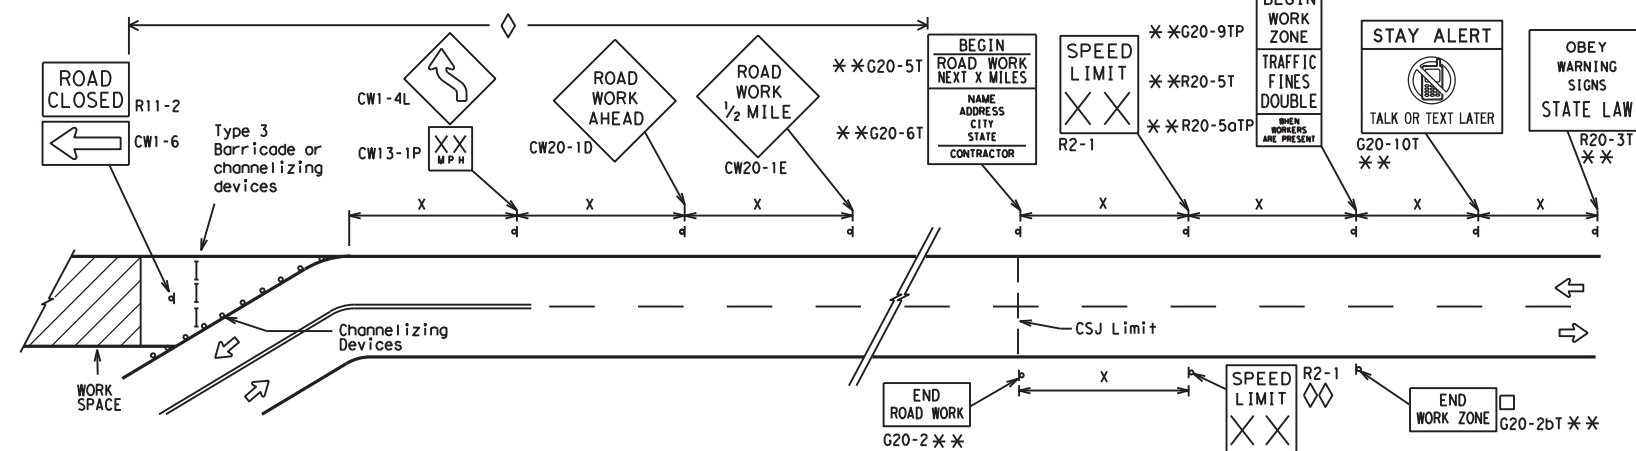 ROAD
CLOSED
R11-2
CW1-6
Type 3
Barricade or
channelizing
devices
CW1-4L
CW13-1P
X X
MPH
ROAD
WORK
AHEAD
CW20-1D
ROAD
WORK
1/2 MILE
CW20-1E
**G20-5T
**G20-6T
BEGIN
ROAD WORK
NEXT X MILES
NAME
ADDRESS
CITY
STATE
CONTRACTOR
SPEED
LIMIT
X X
R2-1
**G20-9TP
**R20-5T
**R20-5aTP
BEGIN
WORK
ZONE
TRAFFIC
FINES
DOUBLE
WHEN
WORKERS
ARE PRESENT
STAY ALERT
TALK OR TEXT LATER
G20-10T
**
OBEY
WARNING
SIGNS
STATE LAW
R20-3T
**
X
X
X
X
X
X
X
Channelizing
Devices
WORK
SPACE
CSJ Limit
END
ROAD WORK
G20-2**
X
SPEED
LIMIT
X X
R2-1
END
WORK ZONE
G20-2bT**